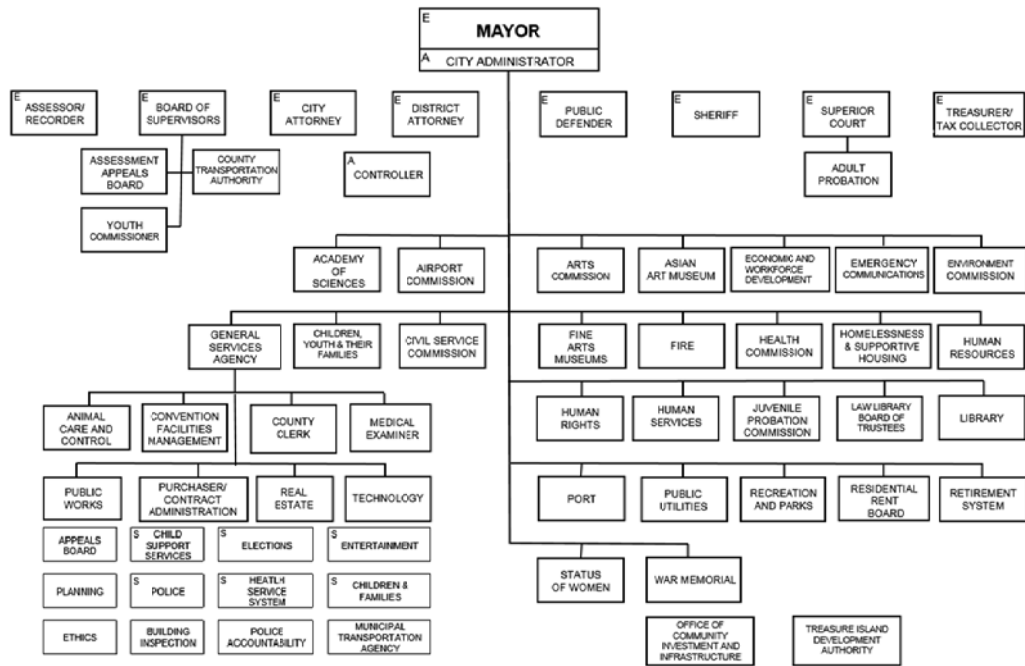 E
MAYOR
A
CITY ADMINISTRATOR
E
ASSESSOR/
RECORDER
E
BOARD OF
SUPERVISORS
E
CITY
ATTORNEY
E
DISTRICT
ATTORNEY
E
PUBLIC
DEFENDER
E
SHERIFF
E
SUPERIOR
COURT
E
TREASURER/
TAX COLLECTOR
ASSESSMENT
APPEALS
BOARD
COUNTY
TRANSPORTATION
AUTHORITY
A
CONTROLLER
ADULT
PROBATION
YOUTH
COMMISSIONER
ACADEMY
OF
SCIENCES
AIRPORT
COMMISSION
ARTS
COMMISSION
ASIAN
ART MUSEUM
ECONOMIC AND
WORKFORCE
DEVELOPMENT
EMERGENCY
COMMUNICATIONS
ENVIRONMENT
COMMISSION
GENERAL
SERVICES
AGENCY
CHILDREN,
YOUTH & THEIR
FAMILIES
CIVIL SERVICE
COMMISSION
FINE
ARTS
MUSEUMS
FIRE
HEALTH
COMMISSION
HOMELESSNESS
& SUPPORTIVE
HOUSING
HUMAN
RESOURCES
ANIMAL
CARE AND
CONTROL
CONVENTION
FACILITIES
MANAGEMENT
COUNTY
CLERK
MEDICAL
EXAMINER
HUMAN
RIGHTS
HUMAN
SERVICES
JUVENILE
PROBATION
COMMISSION
LAW LIBRARY
BOARD OF
TRUSTEES
LIBRARY
PUBLIC
WORKS
PURCHASER/
CONTRACT
ADMINISTRATION
REAL
ESTATE
TECHNOLOGY
PORT
PUBLIC
UTILITIES
RECREATION
AND PARKS
RESIDENTIAL
RENT
BOARD
RETIREMENT
SYSTEM
APPEALS
BOARD
S
CHILD
SUPPORT
SERVICES
S
ELECTIONS
S
ENTERTAINMENT
PLANNING
S
POLICE
S
HEATLH
SERVICE
SYSTEM
S
CHILDREN &
FAMILIES
STATUS
OF WOMEN
WAR MEMORIAL
ETHICS
BUILDING
INSPECTION
POLICE
ACCOUNTABILITY
MUNICIPAL
TRANSPORTATION
AGENCY
OFFICE OF
COMMUNITY
INVESTMENT AND
INFRASTRUCTURE
TREASURE ISLAND
DEVELOPMENT
AUTHORITY